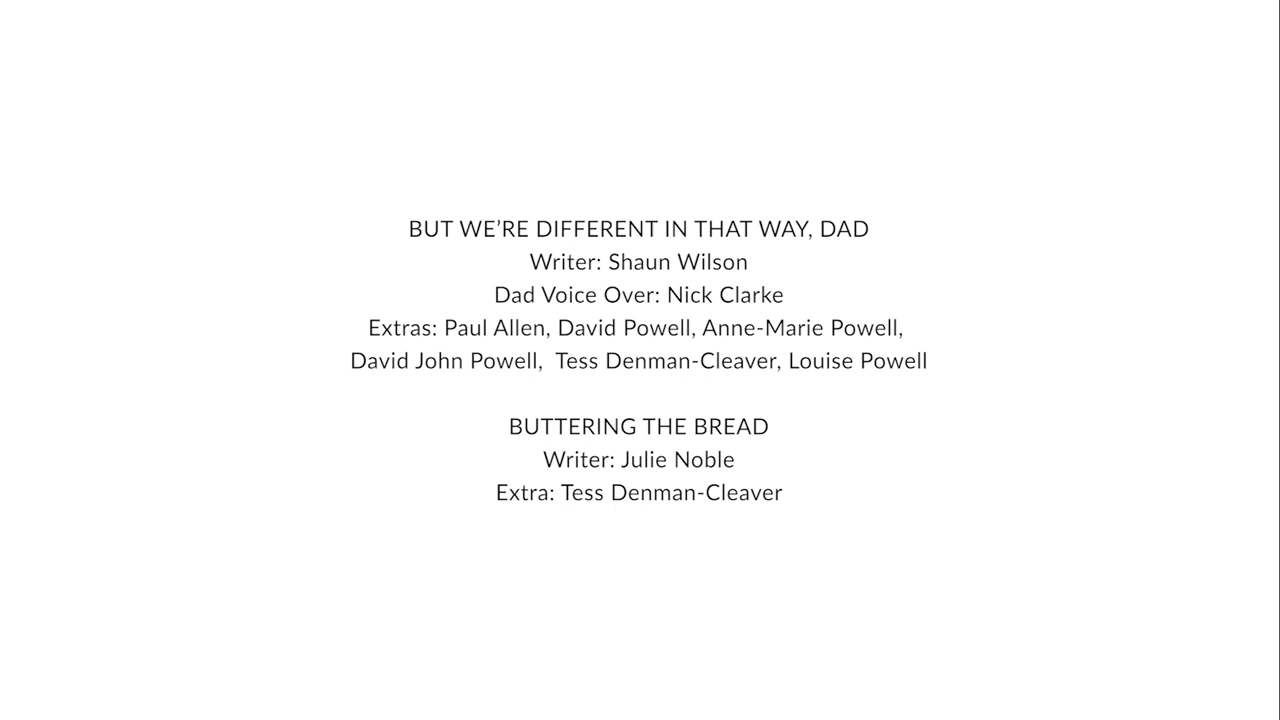 BUT WE’RE DIFFERENT IN THAT WAY, DAD
Writer: Shaun Wilson
Dad Voice Over: Nick Clarke
Extras: Paul Allen, David Powell, Anne-Marie Powell,
David John Powell,  Tess Denman-Cleaver, Louise Powell
BUTTERING THE BREAD
Writer: Julie Noble
Extra: Tess Denman-Cleaver